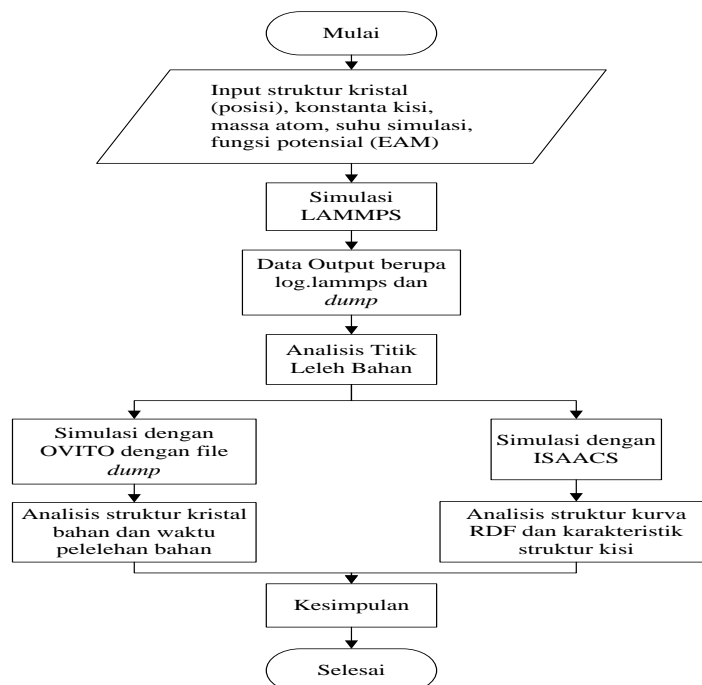 Mulai
Input struktur kristal
(posisi), konstanta kisi,
massa atom, suhu simulasi,
fungsi potensial (EAM)
Simulasi
LAMMPS
Data Output berupa
log.lammps dan
dump
Analisis Titik
Leleh Bahan
Simulasi dengan
OVITO dengan file
dump
Analisis struktur kristal
bahan dan waktu
pelelehan bahan
Simulasi dengan
ISAACS
Analisis struktur kurva
RDF dan karakteristik
struktur kisi
Kesimpulan
Selesai